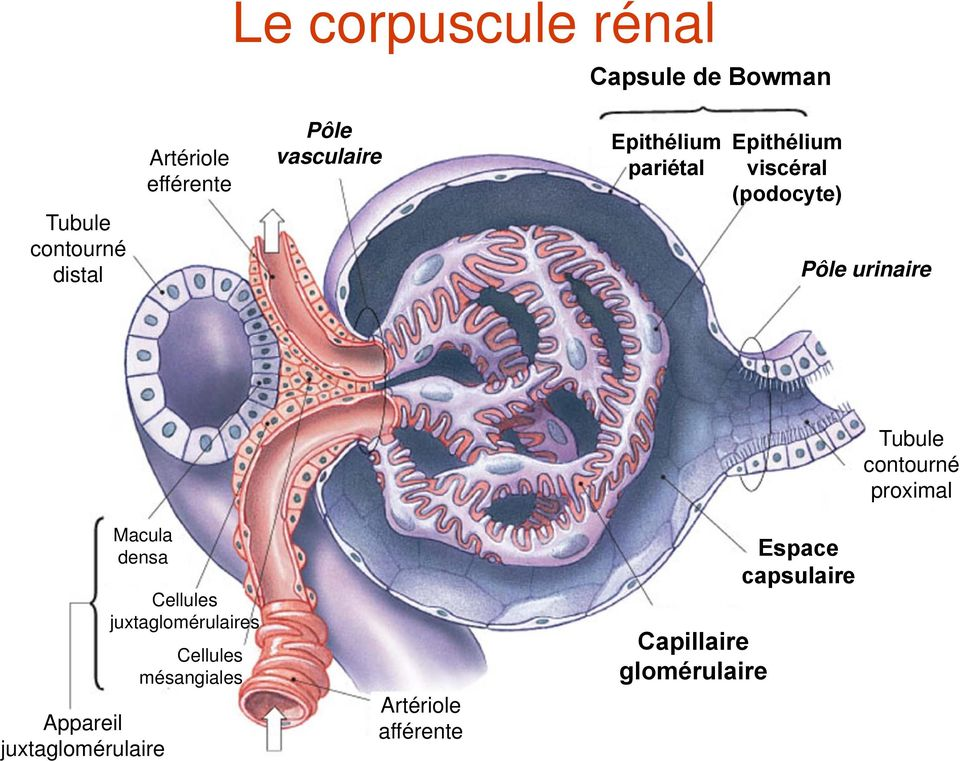 Le corpuscule rénal
Capsule de Bowman
Pôle
vasculaire
Artériole
efférente
Epithélium
pariétal
Epithélium
viscéral
(podocyte)
Tubule
contourné
distal
Pôle urinaire
Tubule
contourné
proximal
Macula
densa
Espace
capsulaire
Cellules
juxtaglomérulaires
Cellules
mésangiales
Capillaire
glomérulaire
Artériole
afférente
Appareil
juxtaglomérulaire